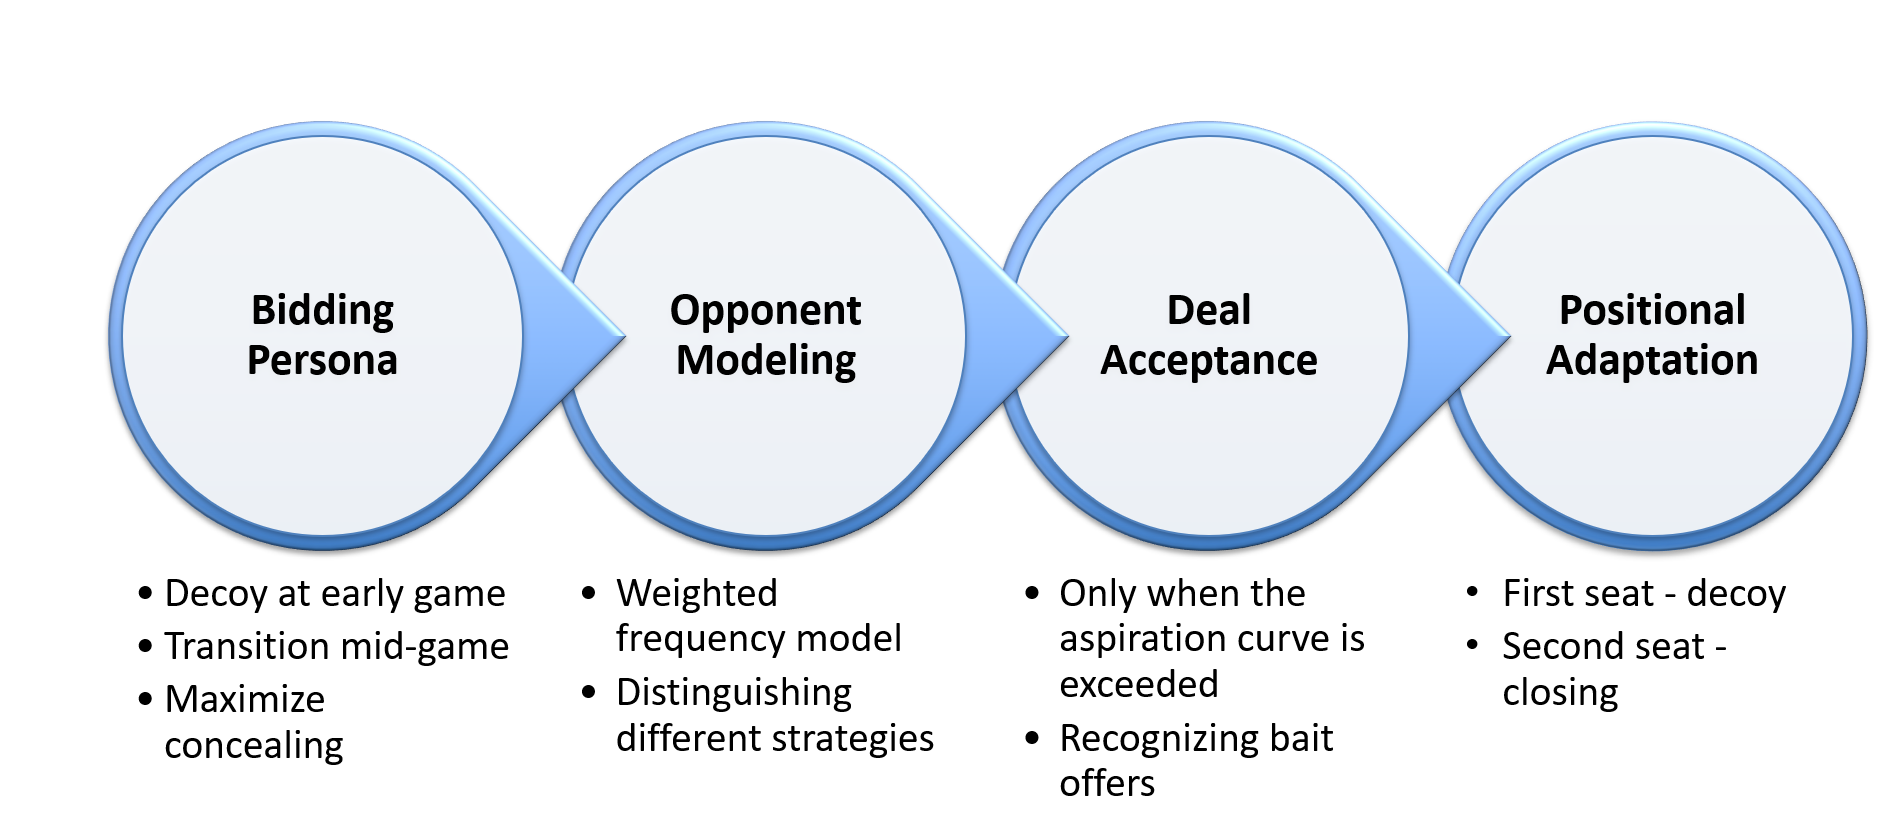 Bidding
Persona
Opponent
Modeling
Deal
Acceptance
Positional
Adaptation
• Decoy at early game
• Transition mid-game
• Maximize
concealing
• Weighted
frequency model
• Distinguishing
different strategies
• Only when the
aspiration curve is
exceeded
• Recognizing bait
offers
• First seat - decoy
• Second seat -
closing